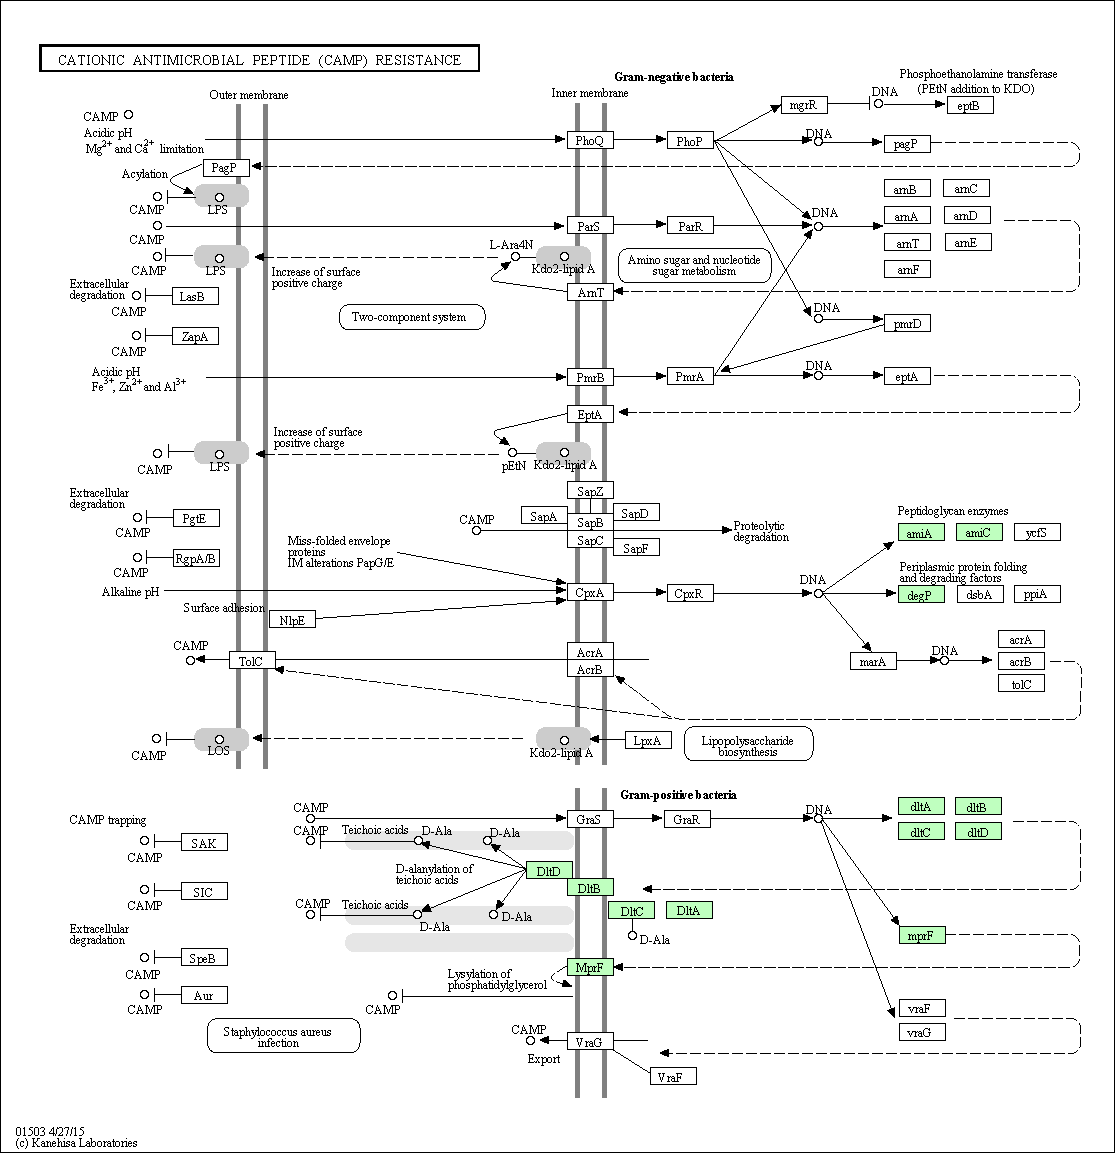 CATIONIC ANTIMICROBIAL PEPTIDE (CAMP) RESISTANCE
Gram-negative bacteria
Phosphoethanolamine transferase
(PEtN addition to KDO)
Outer membrane
Inner membrane
DNA
mgrR
eptB
CAMP
Acidic pH
Mg2+ and Ca2+ limitation
PhoQ
PhoP
DNA
pagP
PagP
Acylation
CAMP
LPS
arnB
arnC
CAMP
ParS
ParR
DNA
arnA
arnD
L-Ara4N
arnT
arnE
CAMP
LPS
Increase of surface
positive charge
Kdo2-lipid A
Amino sugar and nucleotide
sugar metabolism
arnF
Extracellular
degradation
CAMP
LasB
ArnT
Two-component system
DNA
pmrD
CAMP
ZapA
Acidic pH
Fe3+, Zn2+ and Al3+
PmrB
PmrA
DNA
eptA
EptA
Increase of surface
positive charge
CAMP
LPS
pEtN
Kdo2-lipid A
Extracellular
degradation
CAMP
PgtE
SapZ
SapA
SapD
CAMP
SapB
SapC
SapF
Proteolytic
degradation
Peptidoglycan enzymes
amiA
amiC
ycfS
CAMP
RgpA/B
Miss-folded envelope
proteins
IM alterations PapG/E
Periplasmic protein folding
and degrading factors
Alkaline pH
CpxA
CpxR
DNA
degP
dsbA
ppiA
Surface adhesion
NlpE
CAMP
TolC
AcrA
AcrB
marA
DNA
acrA
acrB
tolC
CAMP
LOS
Kdo2-lipid A
LpxA
Lipopolysaccharide
biosynthesis
Gram-positive bacteria
CAMP trapping
CAMP
GraS
GraR
DNA
dltA
dltB
dltC
dltD
CAMP
SAK
CAMP
Teichoic acids
D-Ala
D-Ala
D-alanylation of
teichoic acids
DltD
DltB
CAMP
SIC
CAMP
Teichoic acids
D-Ala
D-Ala
DltC
DltA
D-Ala
mprF
Extracellular
degradation
CAMP
SpeB
MprF
Lysylation of
phosphatidylglycerol
CAMP
Aur
CAMP
Staphylococcus aureus
infection
CAMP
Export
VraG
VraF
vraF
vraG
01503 4/27/15
(c) Kanehisa Laboratories